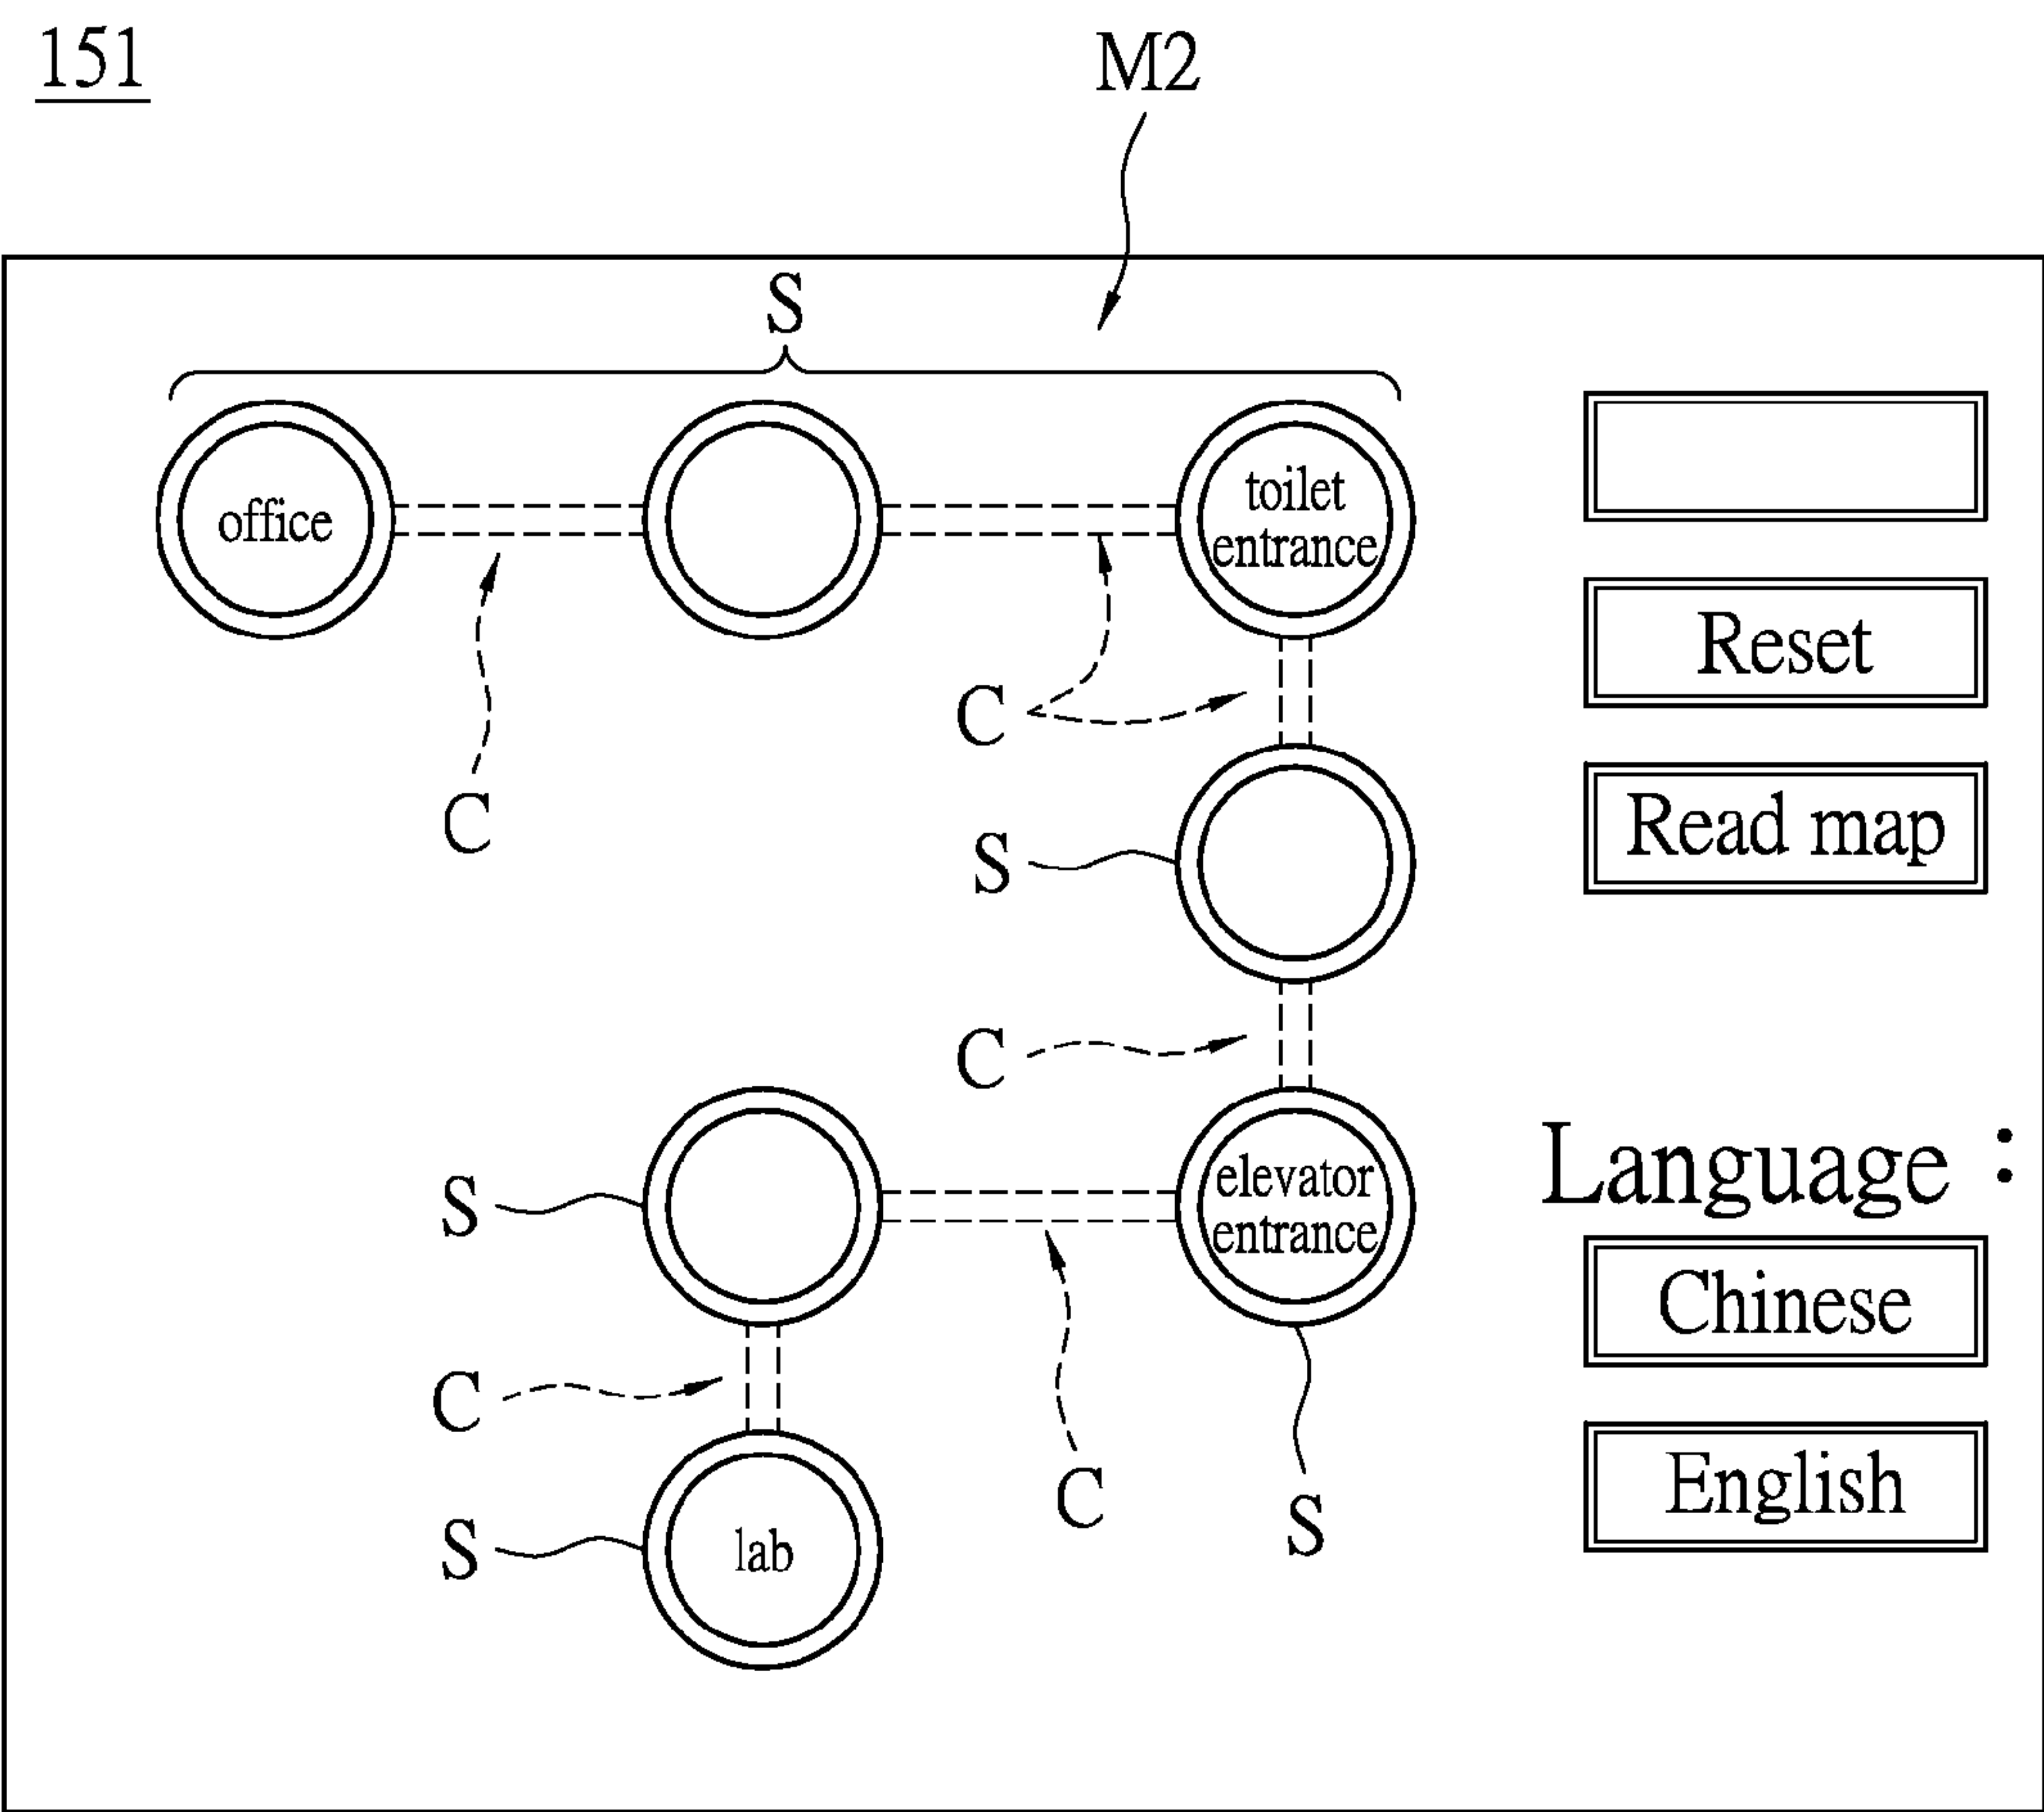 151
M2
S
office
toilet
entrance
Reset
C
C
Read map
S
C
Language :
S
elevator
entrance
Chinese
C
C
English
S
lab
S